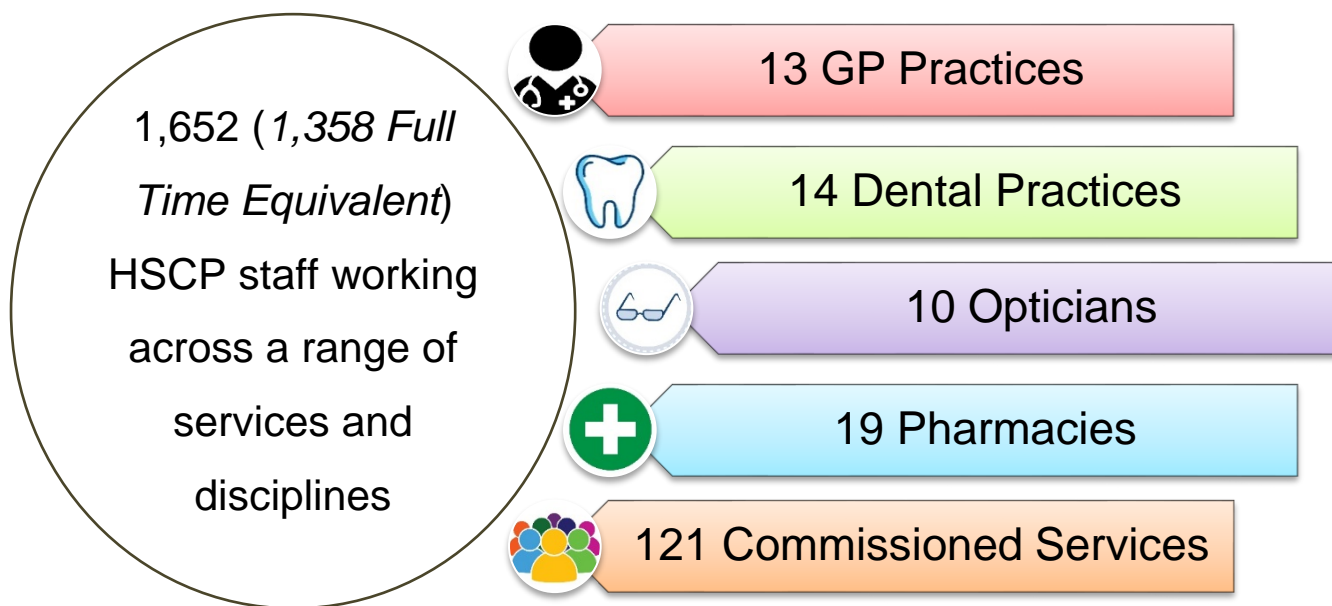 1,652 (1,358 Full
Time Equivalent)
HSCP staff working
across a range of
services and
disciplines
13 GP Practices
14 Dental Practices
10 Opticians
19 Pharmacies
121 Commissioned Services